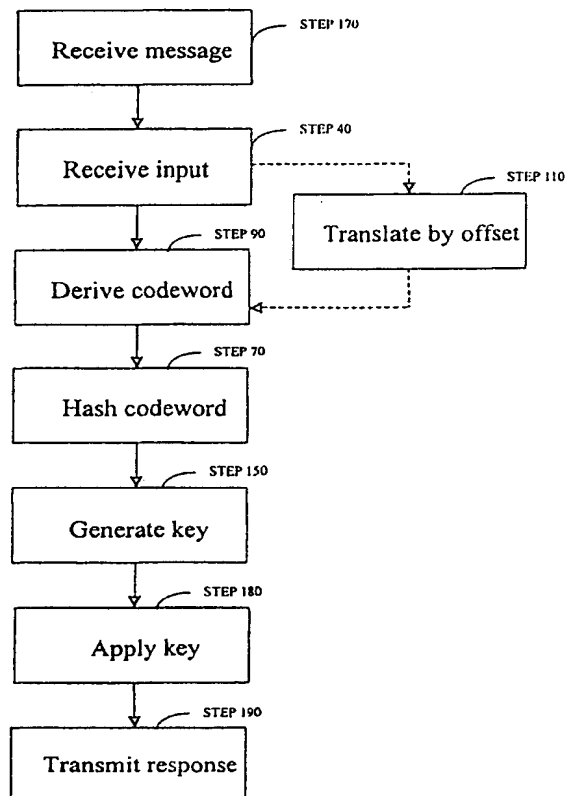 STEP 170
Receive message
STEP 40
Receive input
STEP 110
Translate by offset
STEP 90
Derive codeword
STEP 70
Hash codeword
STEP 150
Generate key
STEP 180
Apply key
STEP 190
Transmit response